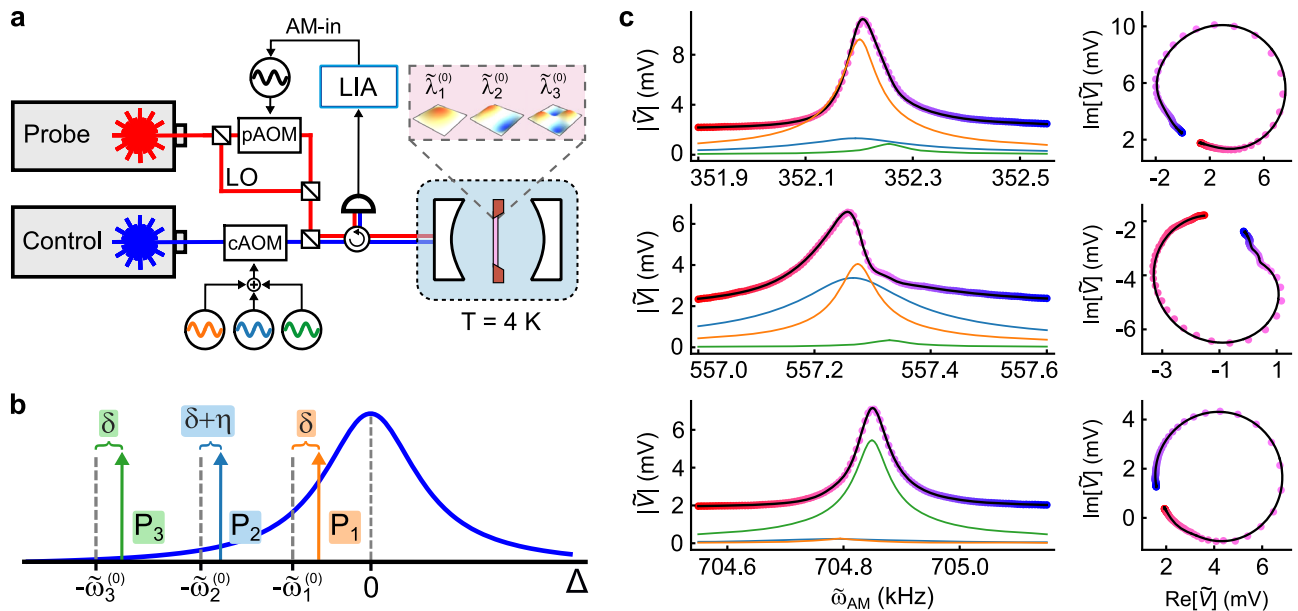 a
AM-in
LIA
λ̃₁⁽⁰⁾ λ̃₂⁽⁰⁾ λ̃₃⁽⁰⁾
Probe
pAOM
LO
Control
cAOM
T = 4 K
b
δ δ+η δ
P₃ P₂ P₁
-ω̃₃⁽⁰⁾ -ω̃₂⁽⁰⁾ -ω̃₁⁽⁰⁾ 0 Δ
c
|Ṽ| (mV)
8
4
0
351.9 352.1 352.3 352.5
Im[Ṽ] (mV)
10
6
2
-2 2 6
|Ṽ| (mV)
6
4
2
0
557.0 557.2 557.4 557.6
Im[Ṽ] (mV)
-2
-4
-6
-3 -1 1
|Ṽ| (mV)
6
4
2
0
704.6 704.8 705.0
ω̃AM (kHz)
Im[Ṽ] (mV)
4
2
0
2 4 6
Re[Ṽ] (mV)